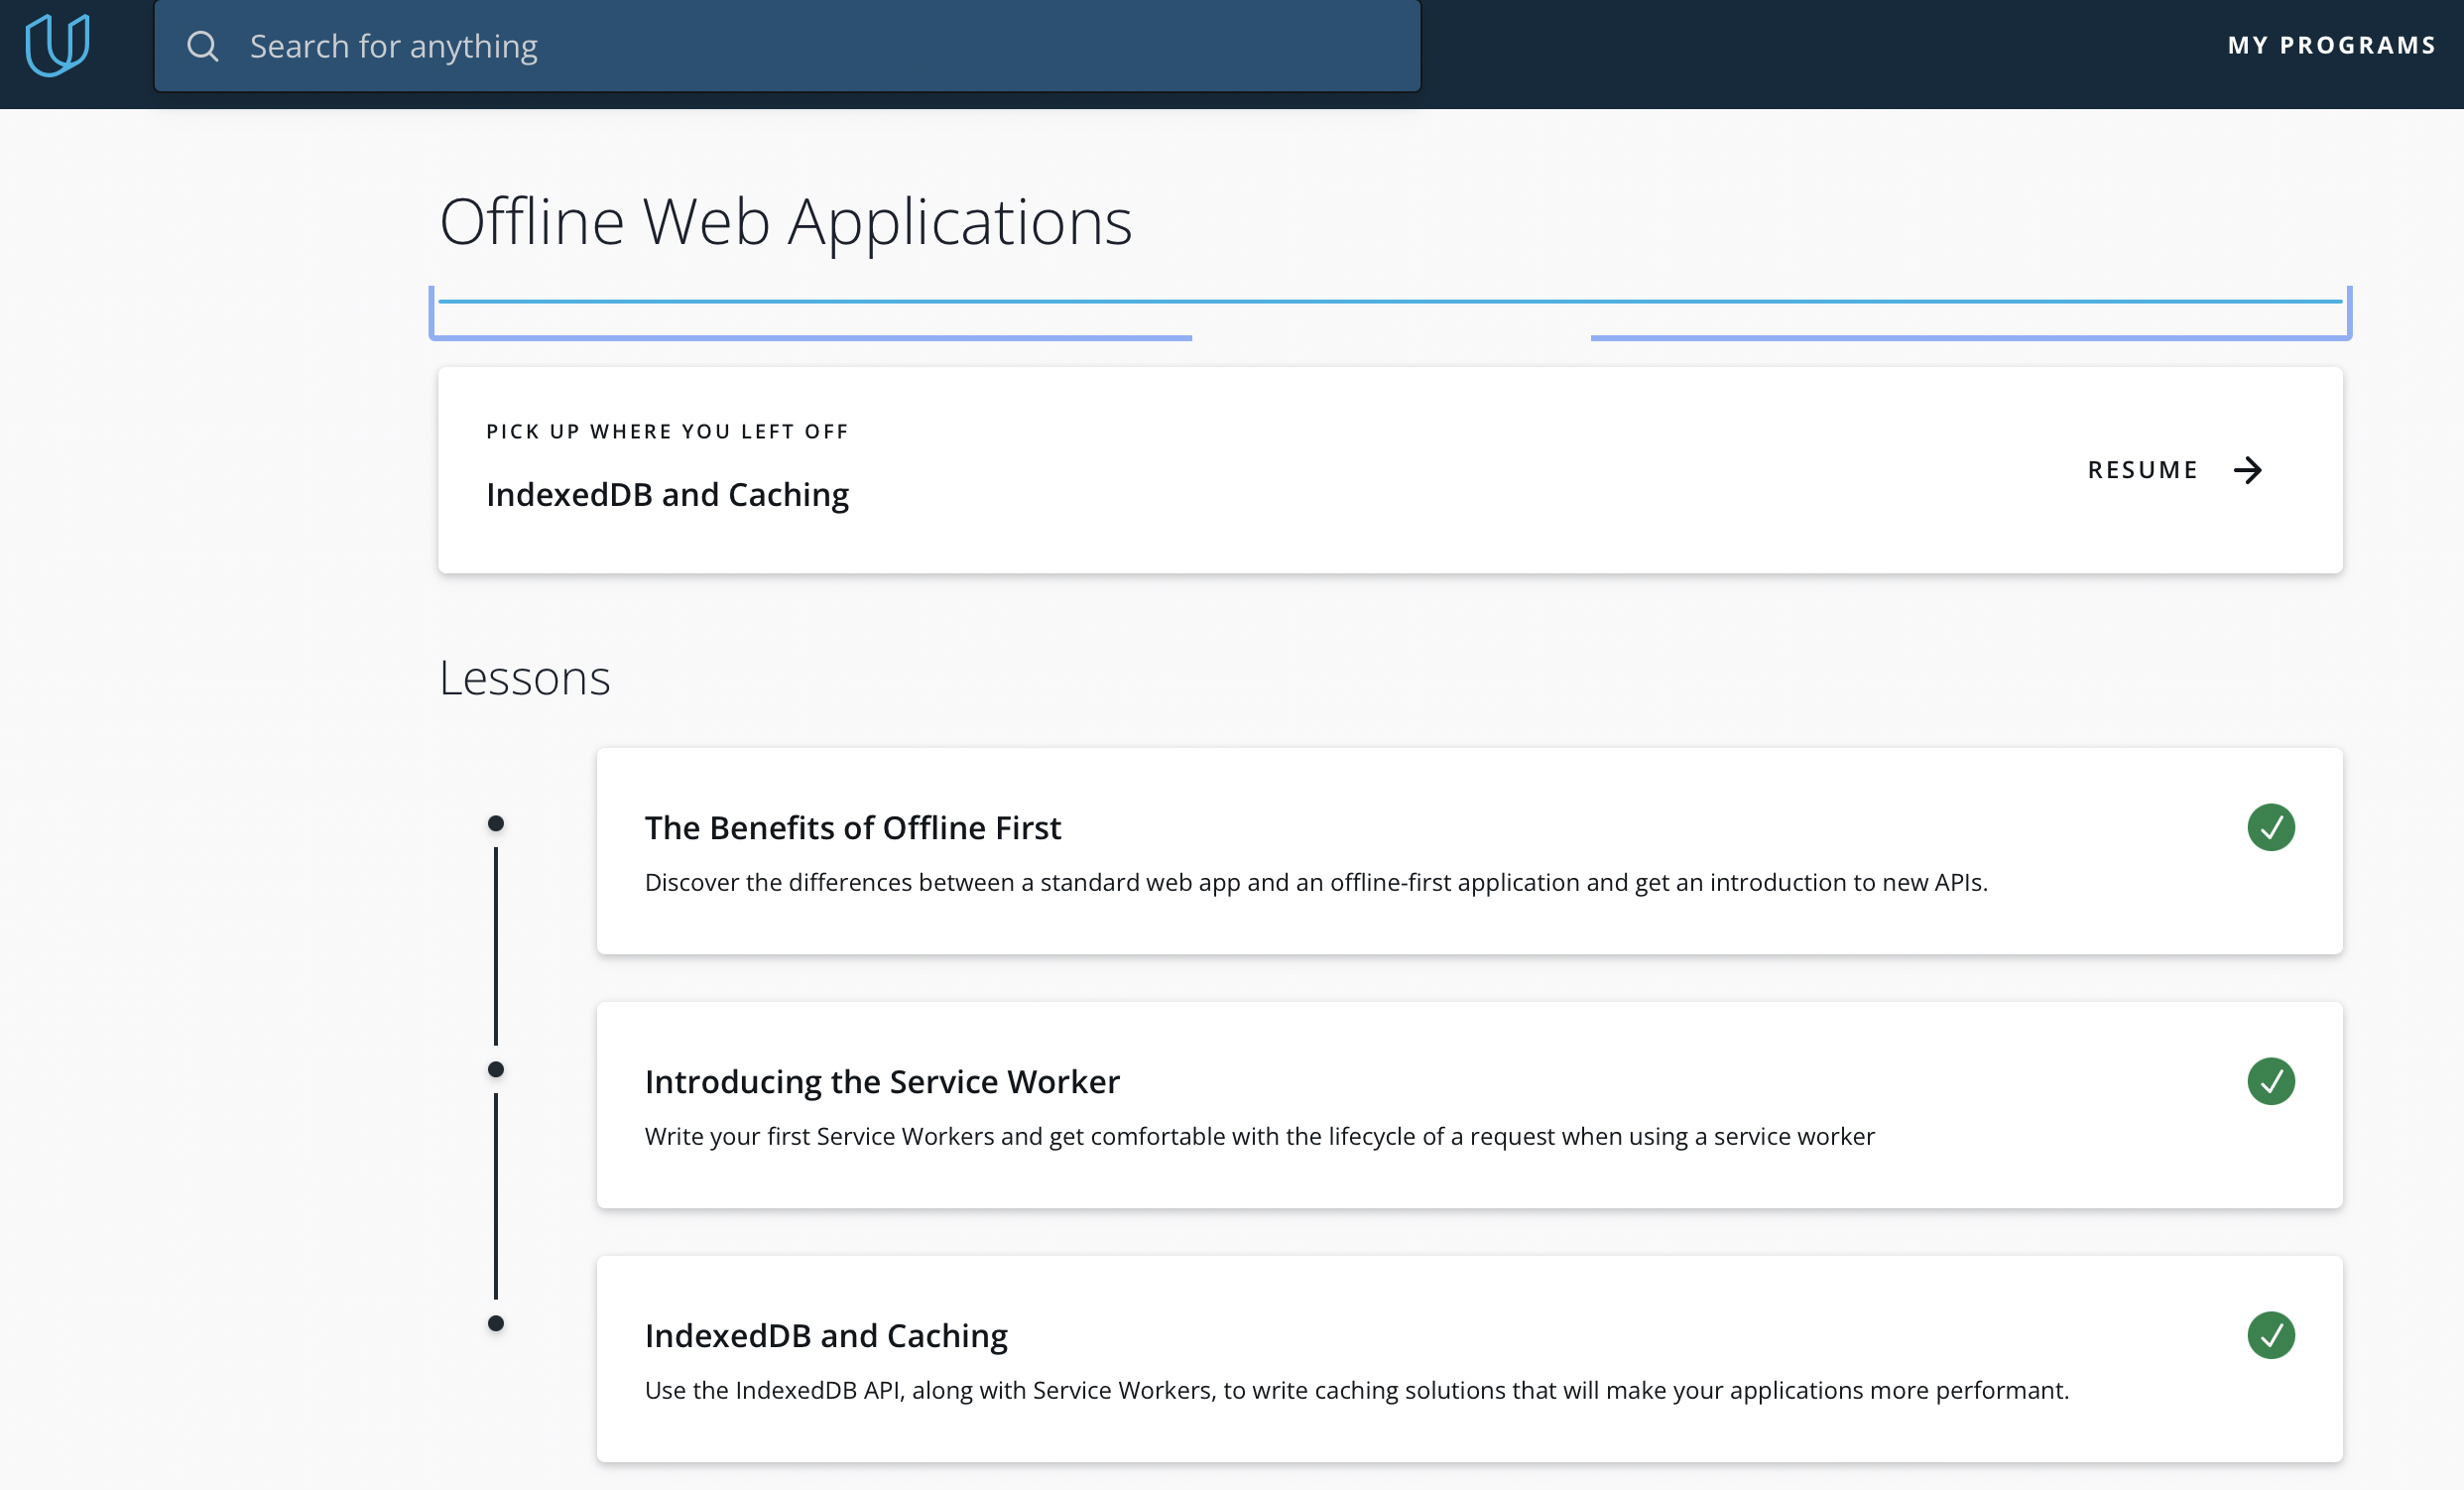 Search for anything
MY PROGRAMS
Offline Web Applications
PICK UP WHERE YOU LEFT OFF
IndexedDB and Caching
RESUME
Lessons
The Benefits of Offline First
Discover the differences between a standard web app and an offline-first application and get an introduction to new APIs.
Introducing the Service Worker
Write your first Service Workers and get comfortable with the lifecycle of a request when using a service worker
IndexedDB and Caching
Use the IndexedDB API, along with Service Workers, to write caching solutions that will make your applications more performant.